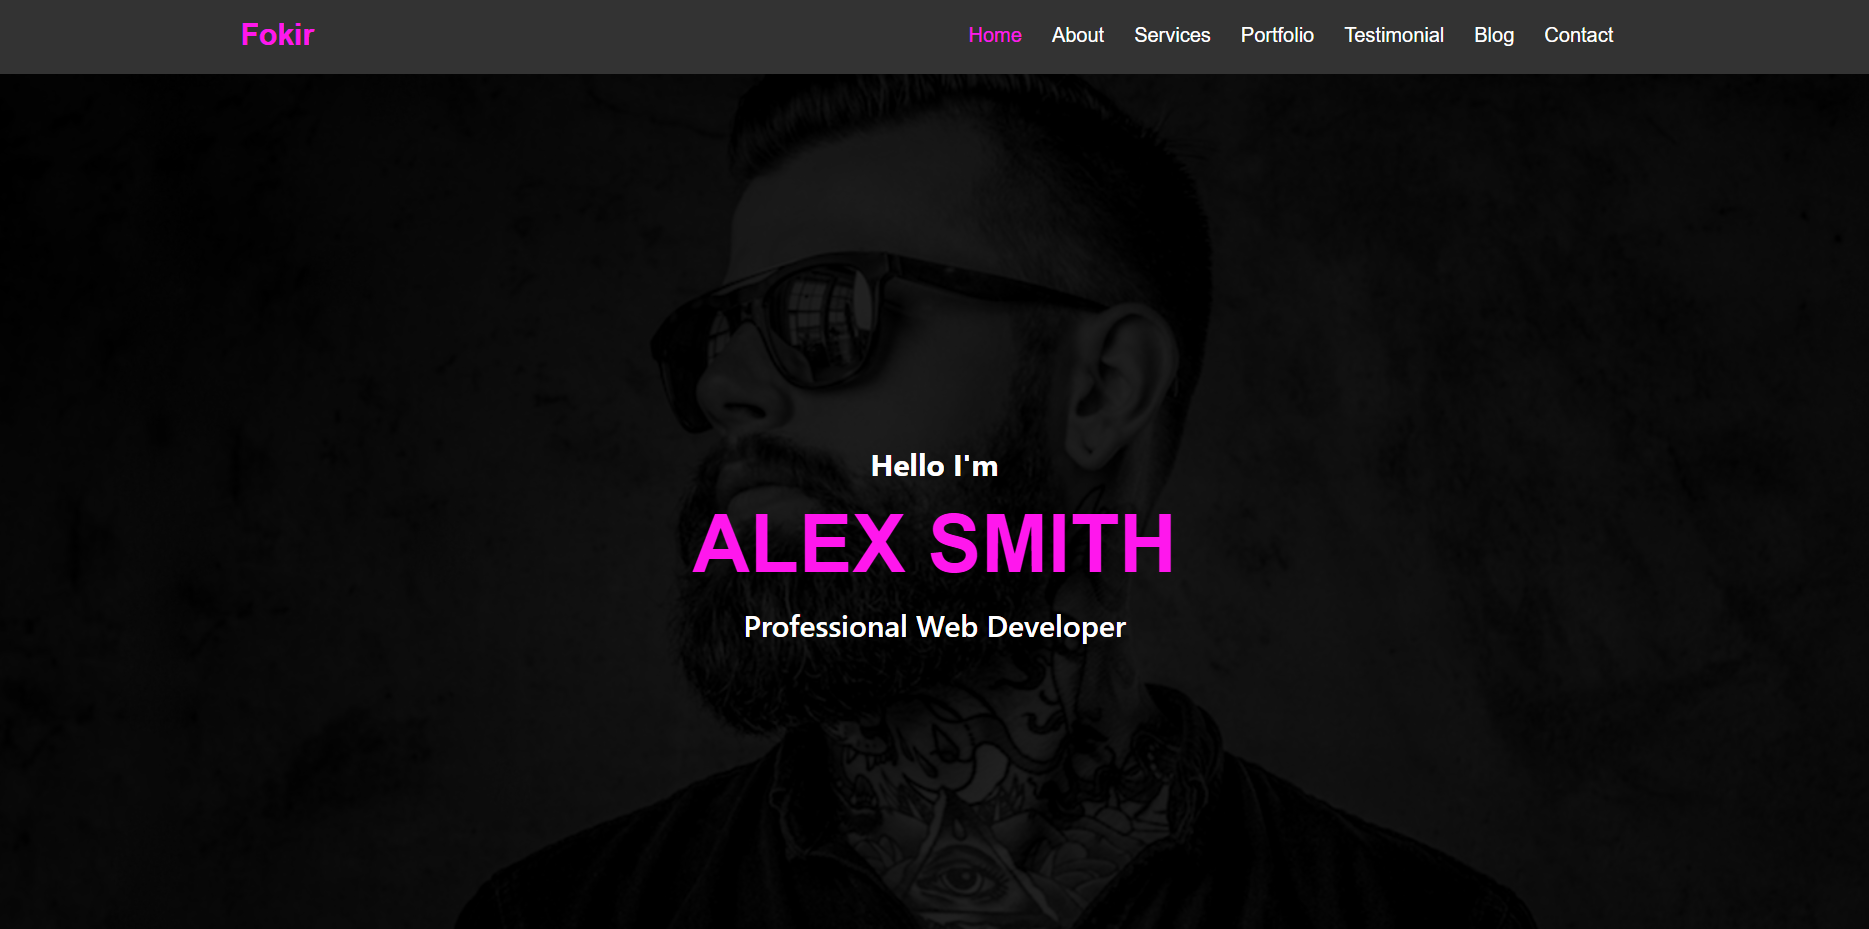 Fokir
Home About Services Portfolio Testimonial Blog Contact
Hello I'm
ALEX SMITH
Professional Web Developer